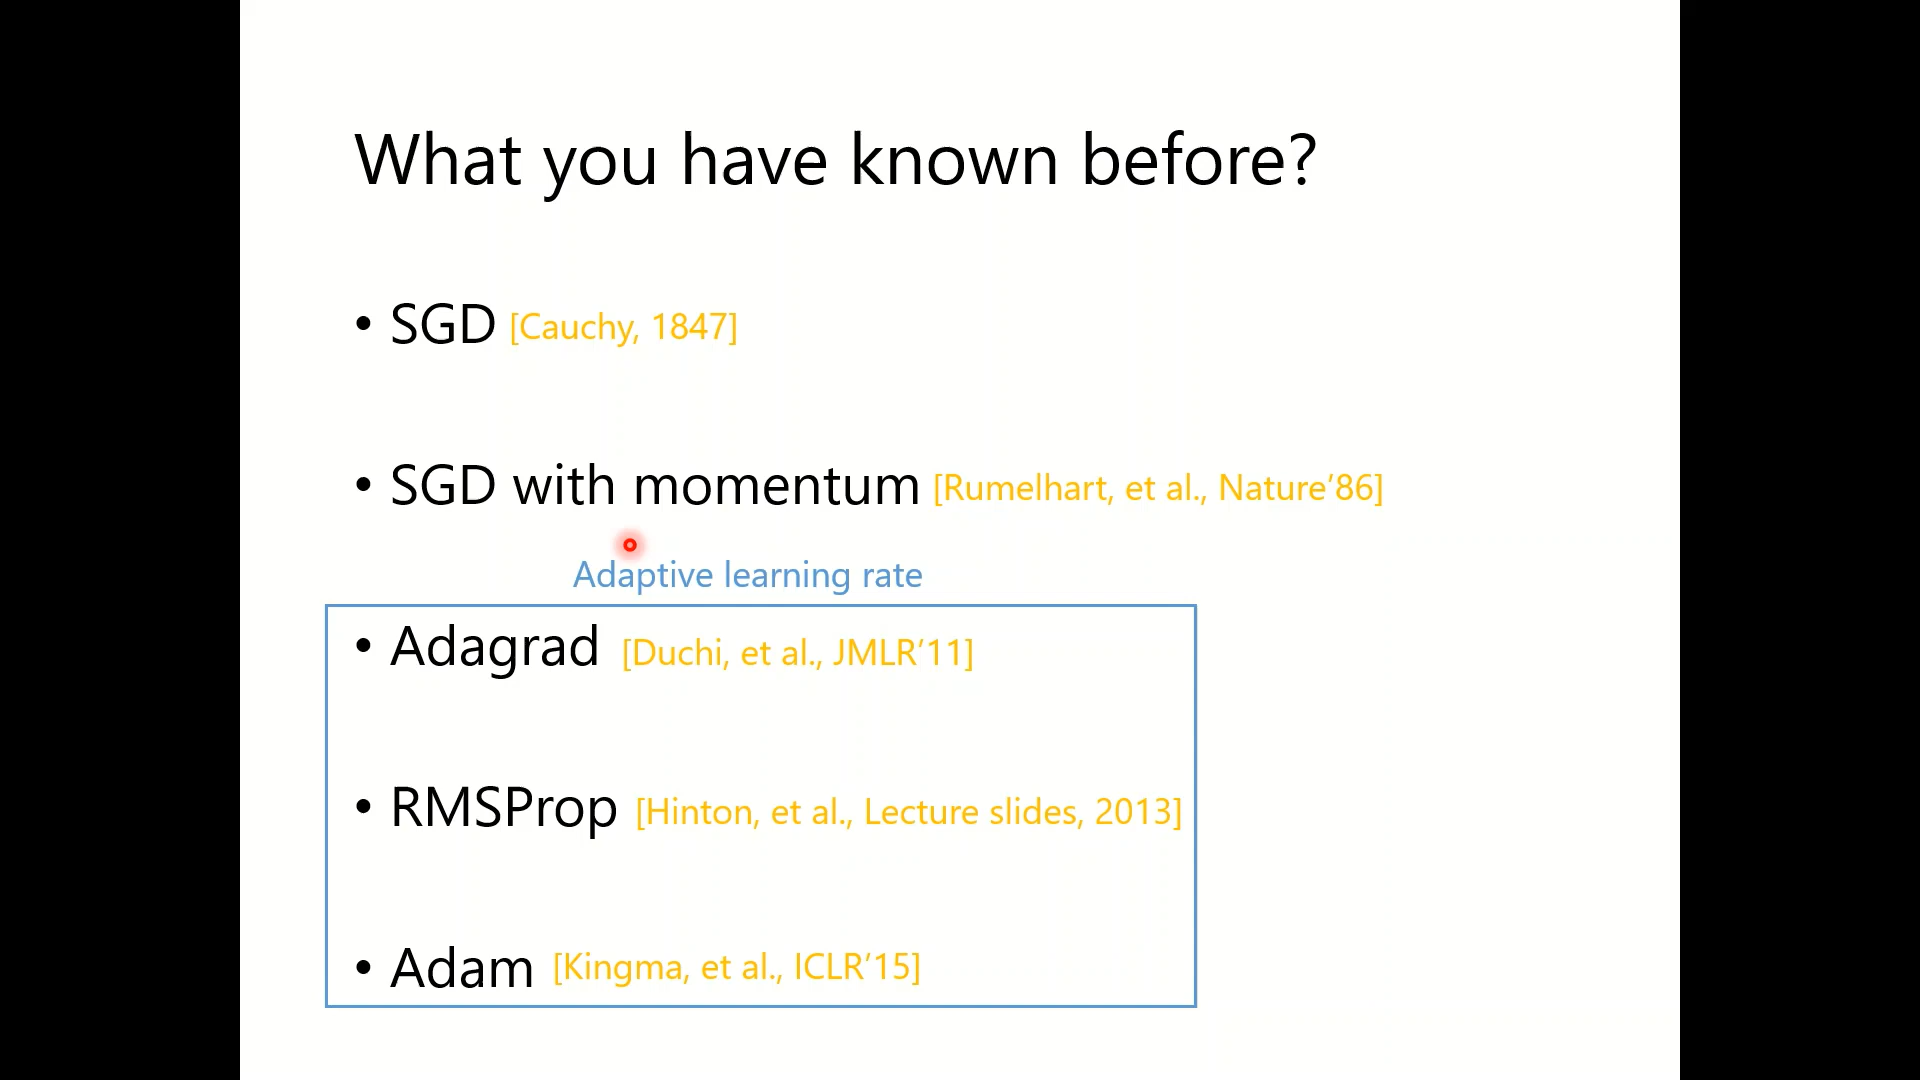 What you have known before?
• SGD [Cauchy, 1847]
• SGD with momentum [Rumelhart, et al., Nature’86]
Adaptive learning rate
• Adagrad [Duchi, et al., JMLR’11]
• RMSProp [Hinton, et al., Lecture slides, 2013]
• Adam [Kingma, et al., ICLR’15]